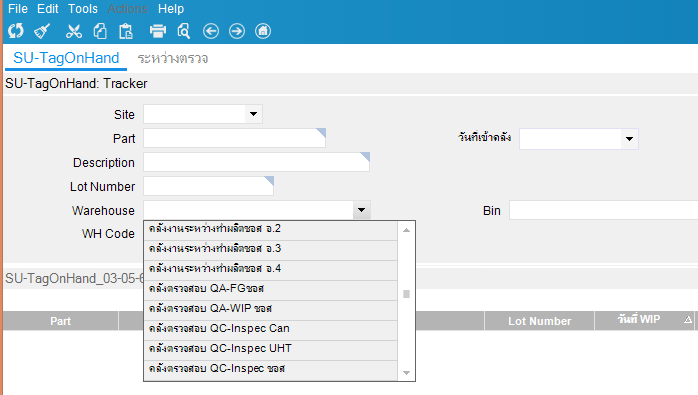 File Edit Tools Actions Help
SU-TagOnHand ระหว่างตรวจ
SU-TagOnHand: Tracker
Site
Part วันที่เข้าคลัง
Description
Lot Number
Warehouse Bin
WH Code
คลังงานระหว่างทำผลิตซอส อ.2
คลังงานระหว่างทำผลิตซอส อ.3
คลังงานระหว่างทำผลิตซอส อ.4
คลังตรวจสอบ QA-FGซอส
คลังตรวจสอบ QA-WIP ซอส
คลังตรวจสอบ QC-Inspec Can
คลังตรวจสอบ QC-Inspec UHT
คลังตรวจสอบ QC-Inspec ซอส
SU-TagOnHand_03-05-6
Part Lot Number วันที่ WIP